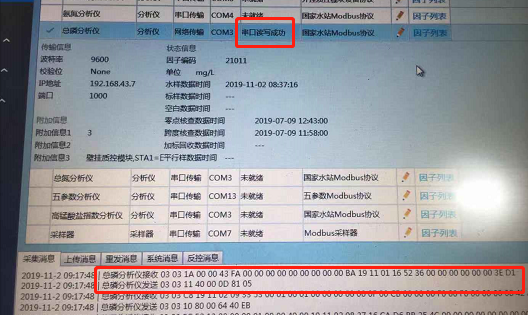 氨氮分析仪 分析仪 串口传输 COM4 未就绪 国家水站Modbus协议 因子列表
总磷分析仪 分析仪 网络传输 COM3 串口读写成功 国家水站Modbus协议 因子列表
传输信息 状态信息
波特率 9600 因子编码 21011
校验位 None 单位 mg/L
IP地址 192.168.43.7 水样数据时间 2019-11-02 08:37:16
端口 1000 标样数据时间 ---
空白数据时间 ---
附加信息 零点核查数据时间 2019-07-09 12:43:00
附加信息1 3 跨度核查数据时间 2019-07-09 11:58:00
附加信息2 加标回收数据时间 ---
附加信息3 壁挂质控模块,STA1=E平行样数据时间 ---
总氮分析仪 分析仪 串口传输 COM3 未就绪 国家水站Modbus协议 因子列表
五参数分析仪 分析仪 串口传输 COM13 未就绪 五参数Modbus协议 因子列表
高锰酸盐指数分析仪 分析仪 串口传输 COM3 未就绪 国家水站Modbus协议 因子列表
采样器 采样器 串口传输 COM7 未就绪 Modbus采样器 因子列表
采集消息 上传消息 重发消息 系统消息 反控消息
2019-11-2 09:17:48 | 总磷分析仪接收 03 03 1A 00 00 43 FA 00 00 00 00 00 00 00 00 00 BA 19 11 01 16 52 36 00 00 00 00 00 00 3E D1
2019-11-2 09:17:48 | 总磷分析仪发送 03 03 11 40 00 0D 81 05
2019-11-2 09:17:48
2019-11-2 09:17:48 | 总磷分析仪发送 03 03 10 80 00 64 40 EB